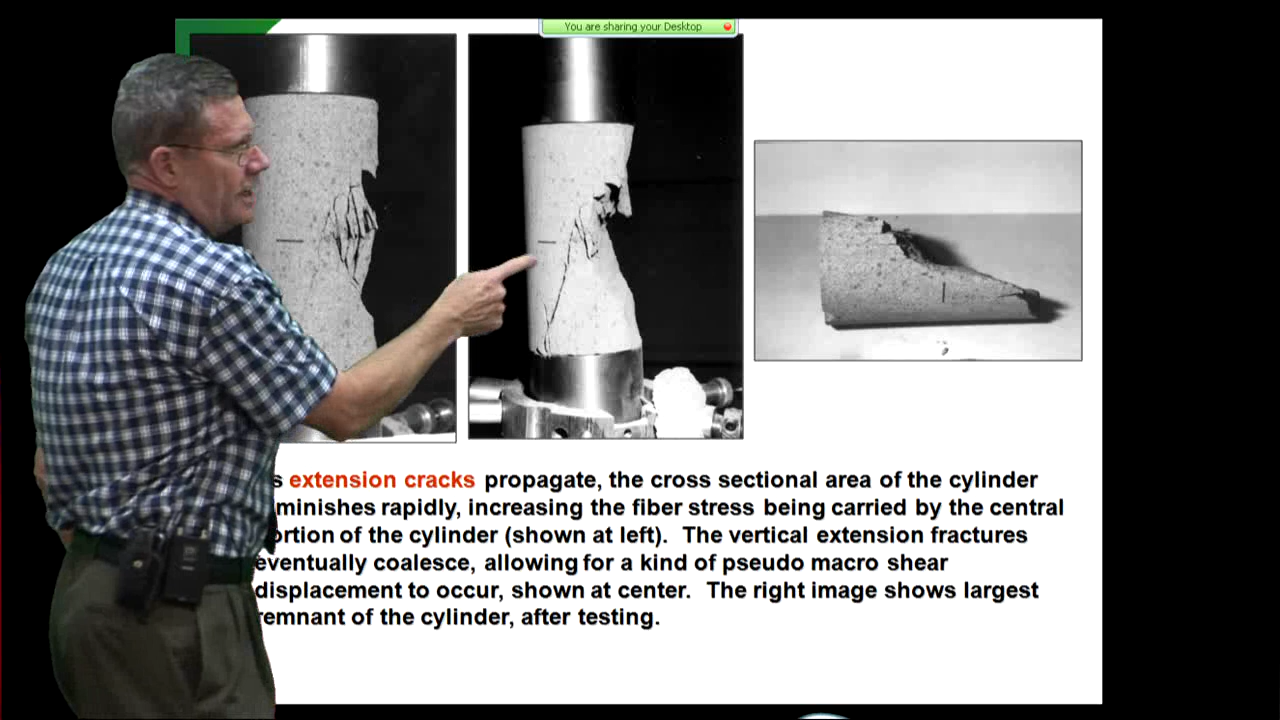 You are sharing your Desktop
s extension cracks propagate, the cross sectional area of the cylinder
minishes rapidly, increasing the fiber stress being carried by the central
ortion of the cylinder (shown at left). The vertical extension fractures
eventually coalesce, allowing for a kind of pseudo macro shear
displacement to occur, shown at center. The right image shows largest
remnant of the cylinder, after testing.